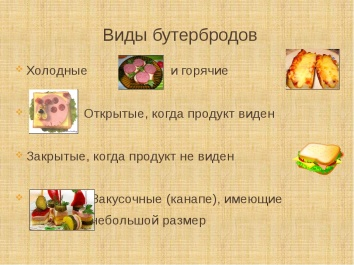 Виды бутербродов
Холодные и горячие
Открытые, когда продукт виден
Закрытые, когда продукт не виден
Закусочные (канапе), имеющие
небольшой размер